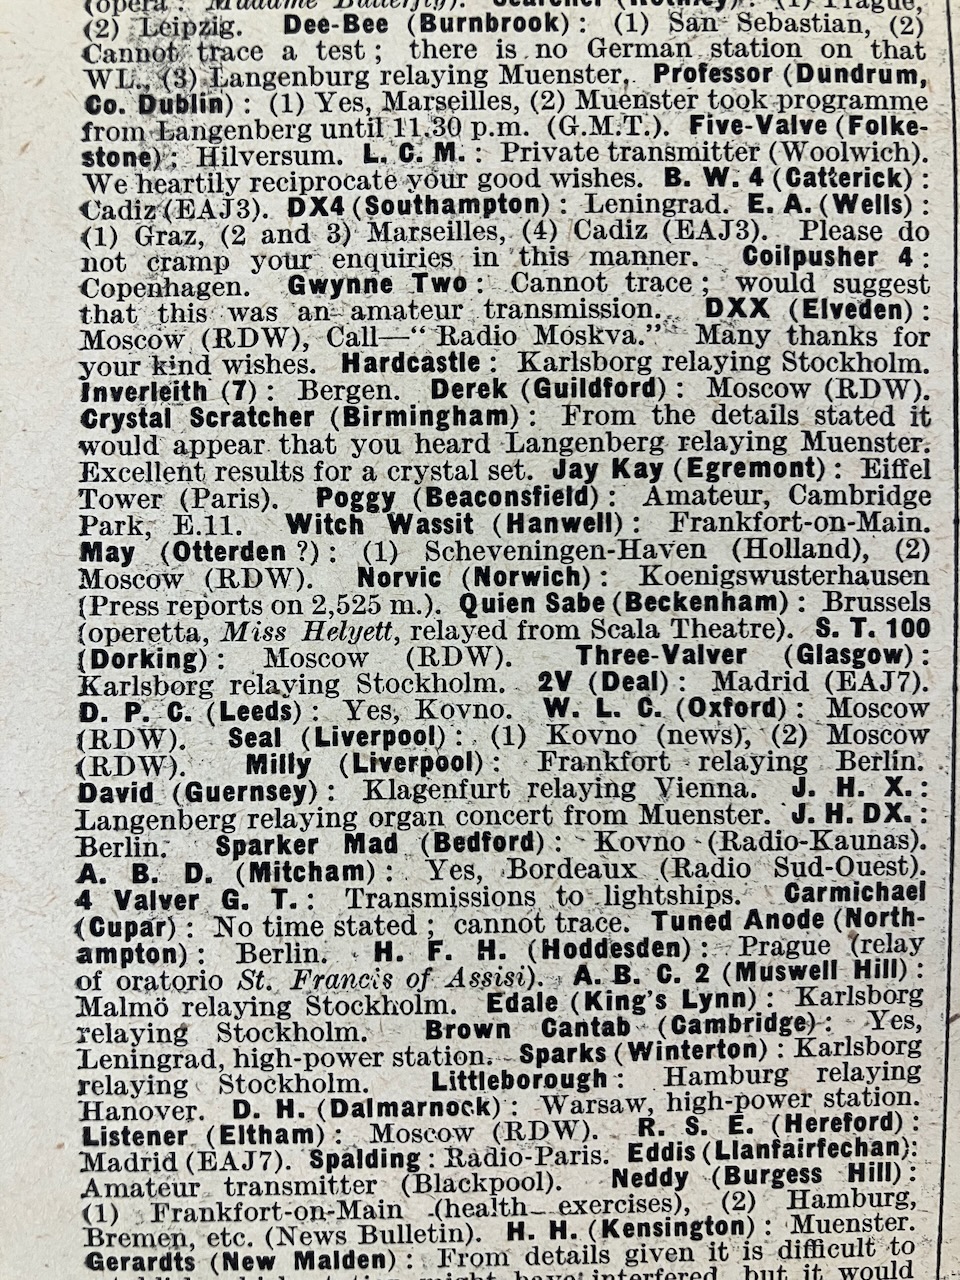 (opera: Madame Butterfly). Searcher (Rothley): (1) Prague,
(2) Leipzig. Dee-Bee (Burnbrook): (1) San Sebastian, (2)
Cannot trace a test; there is no German station on that
WL., (3) Langenburg relaying Muenster. Professor (Dundrum,
Co. Dublin): (1) Yes, Marseilles, (2) Muenster took programme
from Langenberg until 11.30 p.m. (G.M.T.). Five-Valve (Folke-
stone): Hilversum. L. C. M.: Private transmitter (Woolwich).
We heartily reciprocate your good wishes. B. W. 4 (Catterick):
Cadiz (EAJ3). DX4 (Southampton): Leningrad. E. A. (Wells):
(1) Graz, (2 and 3) Marseilles, (4) Cadiz (EAJ3). Please do
not cramp your enquiries in this manner. Coilpusher 4:
Copenhagen. Gwynne Two: Cannot trace; would suggest
that this was an amateur transmission. DXX (Elveden):
Moscow (RDW), Call—“Radio Moskva.” Many thanks for
your kind wishes. Hardcastle: Karlsborg relaying Stockholm.
Inverleith (7): Bergen. Derek (Guildford): Moscow (RDW).
Crystal Scratcher (Birmingham): From the details stated it
would appear that you heard Langenberg relaying Muenster.
Excellent results for a crystal set. Jay Kay (Egremont): Eiffel
Tower (Paris). Poggy (Beaconsfield): Amateur, Cambridge
Park, E.11. Witch Wassit (Hanwell): Frankfort-on-Main.
May (Otterden ?): (1) Scheveningen-Haven (Holland), (2)
Moscow (RDW). Norvic (Norwich): Koenigswusterhausen
(Press reports on 2,525 m.). Quien Sabe (Beckenham): Brussels
(operetta, Miss Helyett, relayed from Scala Theatre). S. T. 100
(Dorking): Moscow (RDW). Three-Valver (Glasgow):
Karlsborg relaying Stockholm. 2V (Deal): Madrid (EAJ7).
D. P. C. (Leeds): Yes, Kovno. W. L. C. (Oxford): Moscow
(RDW). Seal (Liverpool): (1) Kovno (news), (2) Moscow
(RDW). Milly (Liverpool): Frankfort relaying Berlin.
David (Guernsey): Klagenfurt relaying Vienna. J. H. X.:
Langenberg relaying organ concert from Muenster. J. H. DX.:
Berlin. Sparker Mad (Bedford): Kovno (Radio-Kaunas).
A. B. D. (Mitcham): Yes, Bordeaux (Radio Sud-Ouest).
4 Valver G. T.: Transmissions to lightships. Carmichael
(Cupar): No time stated; cannot trace. Tuned Anode (North-
ampton): Berlin. H. F. H. (Hoddesden): Prague (relay
of oratorio St. Francis of Assisi). A. B. C. 2 (Muswell Hill):
Malmö relaying Stockholm. Edale (King's Lynn): Karlsborg
relaying Stockholm. Brown Cantab (Cambridge): Yes,
Leningrad, high-power station. Sparks (Winterton): Karlsborg
relaying Stockholm. Littleborough: Hamburg relaying
Hanover. D. H. (Dalmarnock): Warsaw, high-power station.
Listener (Eltham): Moscow (RDW). R. S. E. (Hereford):
Madrid (EAJ7). Spalding: Radio-Paris. Eddis (Llanfairfechan):
Amateur transmitter (Blackpool). Neddy (Burgess Hill):
(1) Frankfort-on-Main (health exercises), (2) Hamburg,
Bremen, etc. (News Bulletin). H. H. (Kensington): Muenster.
Gerardts (New Malden): From details given it is difficult to
establish which station might have interfered, but it would